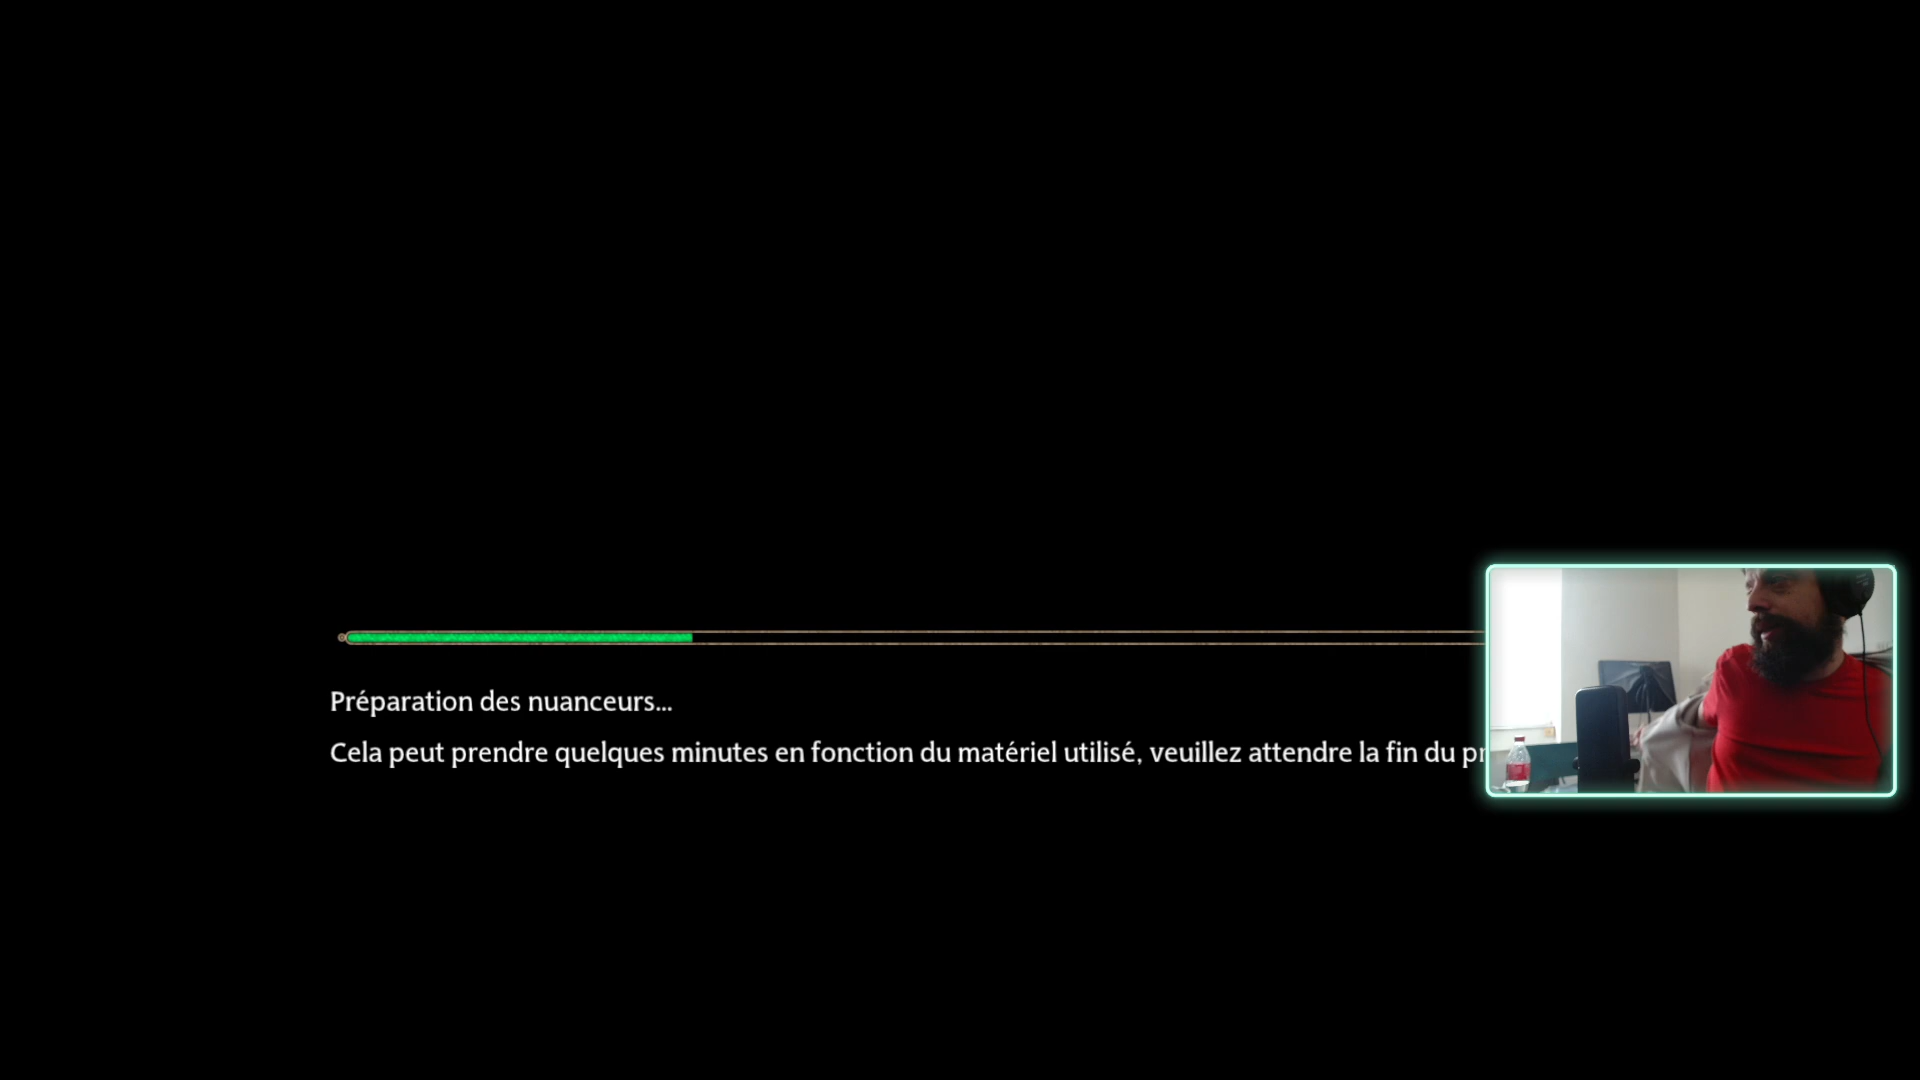 Préparation des nuanceurs...
Cela peut prendre quelques minutes en fonction du matériel utilisé, veuillez attendre la fin du